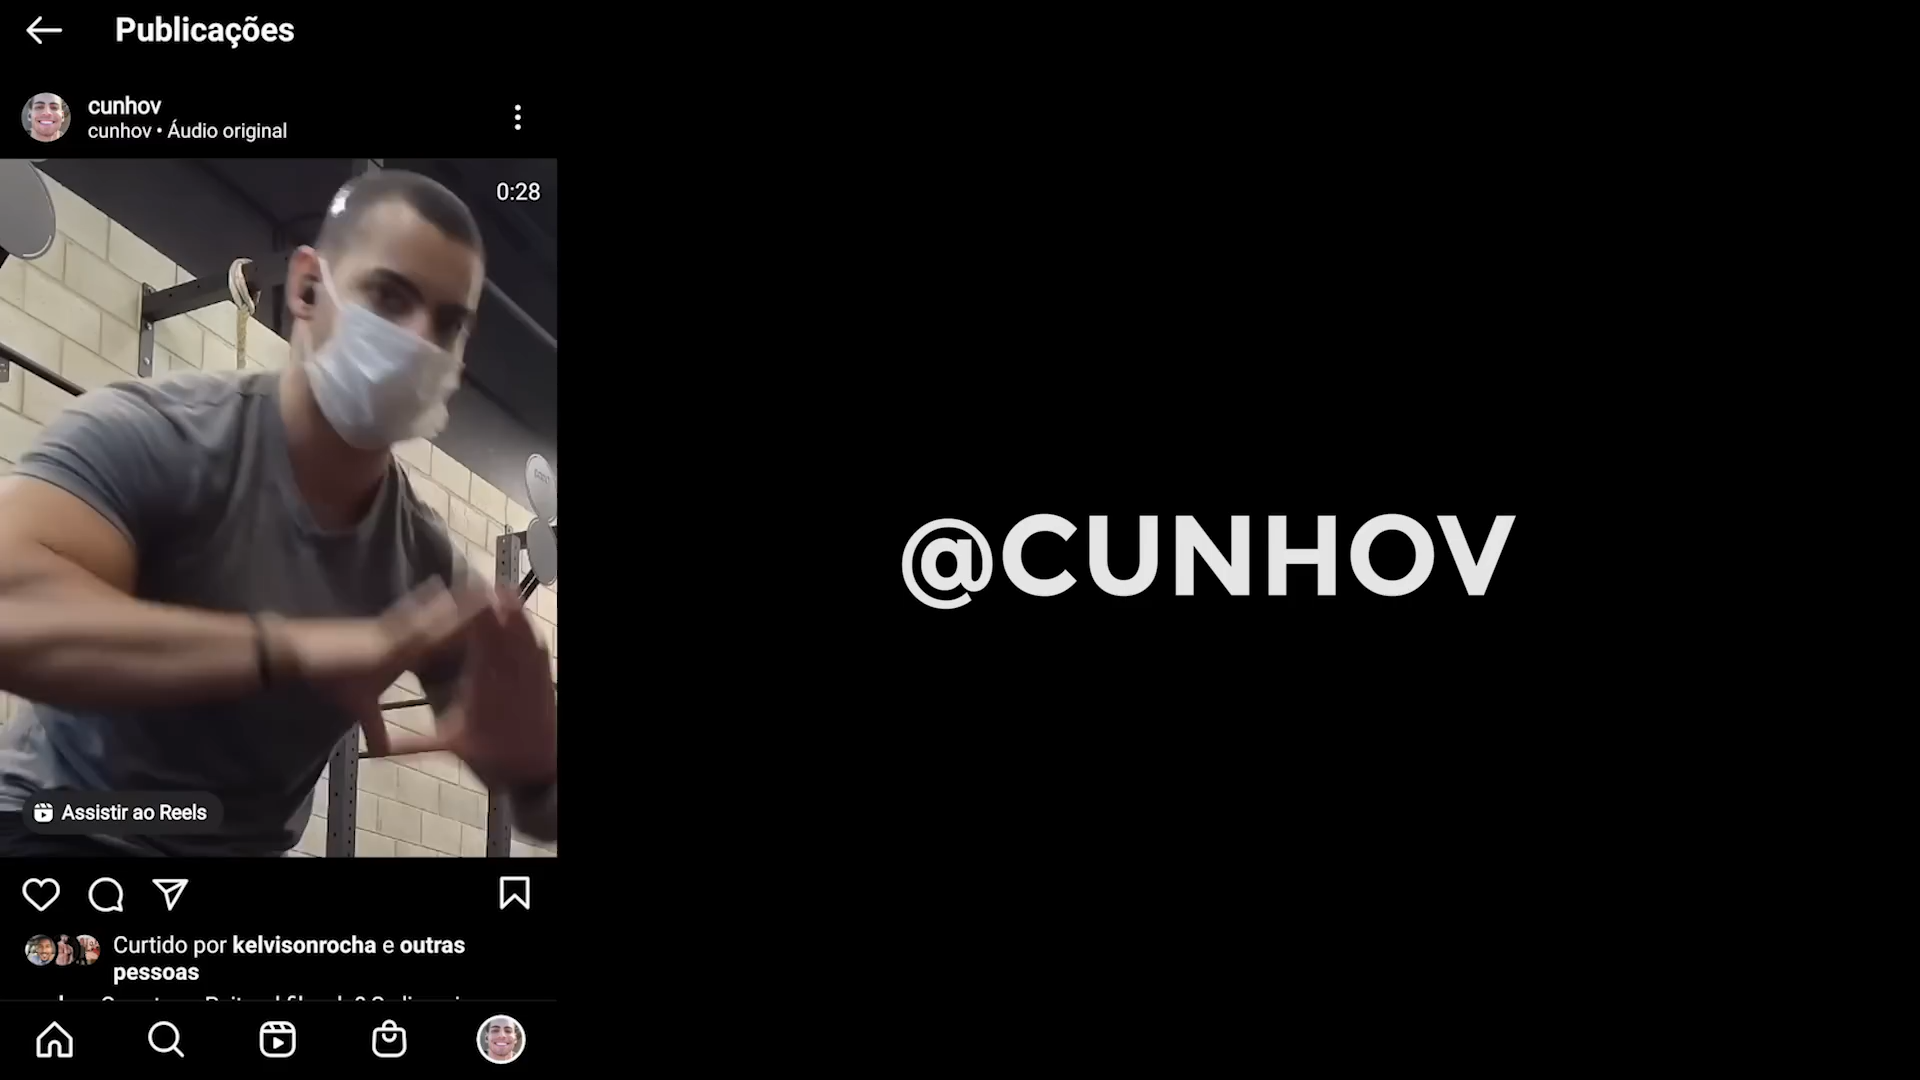 Publicações
cunhov
cunhov • Áudio original
0:28
Assistir ao Reels
Curtido por kelvisonrocha e outras
pessoas
@CUNHOV